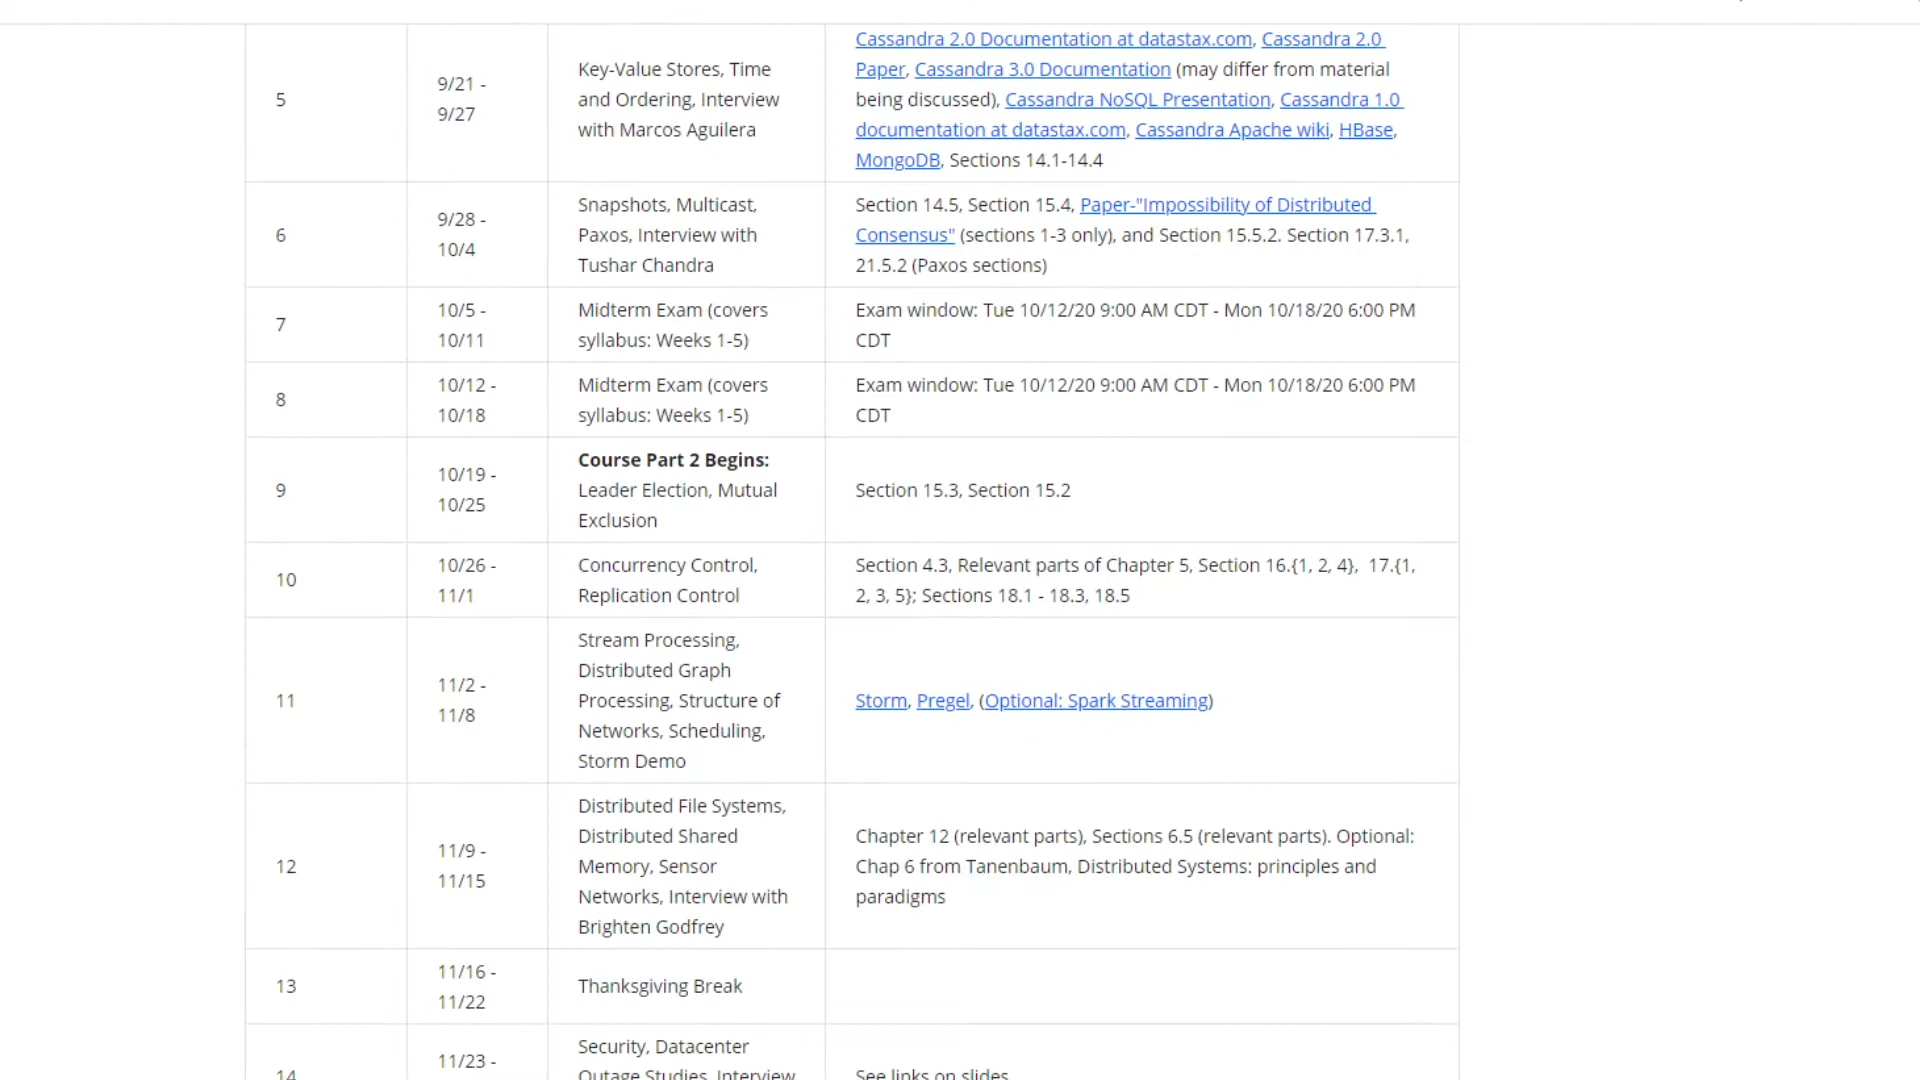 5
9/21 -
9/27
Key-Value Stores, Time
and Ordering, Interview
with Marcos Aguilera
Cassandra 2.0 Documentation at datastax.com, Cassandra 2.0
Paper, Cassandra 3.0 Documentation (may differ from material
being discussed), Cassandra NoSQL Presentation, Cassandra 1.0
documentation at datastax.com, Cassandra Apache wiki, HBase,
MongoDB, Sections 14.1-14.4
6
9/28 -
10/4
Snapshots, Multicast,
Paxos, Interview with
Tushar Chandra
Section 14.5, Section 15.4, Paper-"Impossibility of Distributed
Consensus" (sections 1-3 only), and Section 15.5.2. Section 17.3.1,
21.5.2 (Paxos sections)
7
10/5 -
10/11
Midterm Exam (covers
syllabus: Weeks 1-5)
Exam window: Tue 10/12/20 9:00 AM CDT - Mon 10/18/20 6:00 PM
CDT
8
10/12 -
10/18
Midterm Exam (covers
syllabus: Weeks 1-5)
Exam window: Tue 10/12/20 9:00 AM CDT - Mon 10/18/20 6:00 PM
CDT
9
10/19 -
10/25
Course Part 2 Begins:
Leader Election, Mutual
Exclusion
Section 15.3, Section 15.2
10
10/26 -
11/1
Concurrency Control,
Replication Control
Section 4.3, Relevant parts of Chapter 5, Section 16.{1, 2, 4}, 17.{1,
2, 3, 5}; Sections 18.1 - 18.3, 18.5
11
11/2 -
11/8
Stream Processing,
Distributed Graph
Processing, Structure of
Networks, Scheduling,
Storm Demo
Storm, Pregel, (Optional: Spark Streaming)
12
11/9 -
11/15
Distributed File Systems,
Distributed Shared
Memory, Sensor
Networks, Interview with
Brighten Godfrey
Chapter 12 (relevant parts), Sections 6.5 (relevant parts). Optional:
Chap 6 from Tanenbaum, Distributed Systems: principles and
paradigms
13
11/16 -
11/22
Thanksgiving Break
14
11/23 -
Security, Datacenter
Outage Studies, Interview
See links on slides